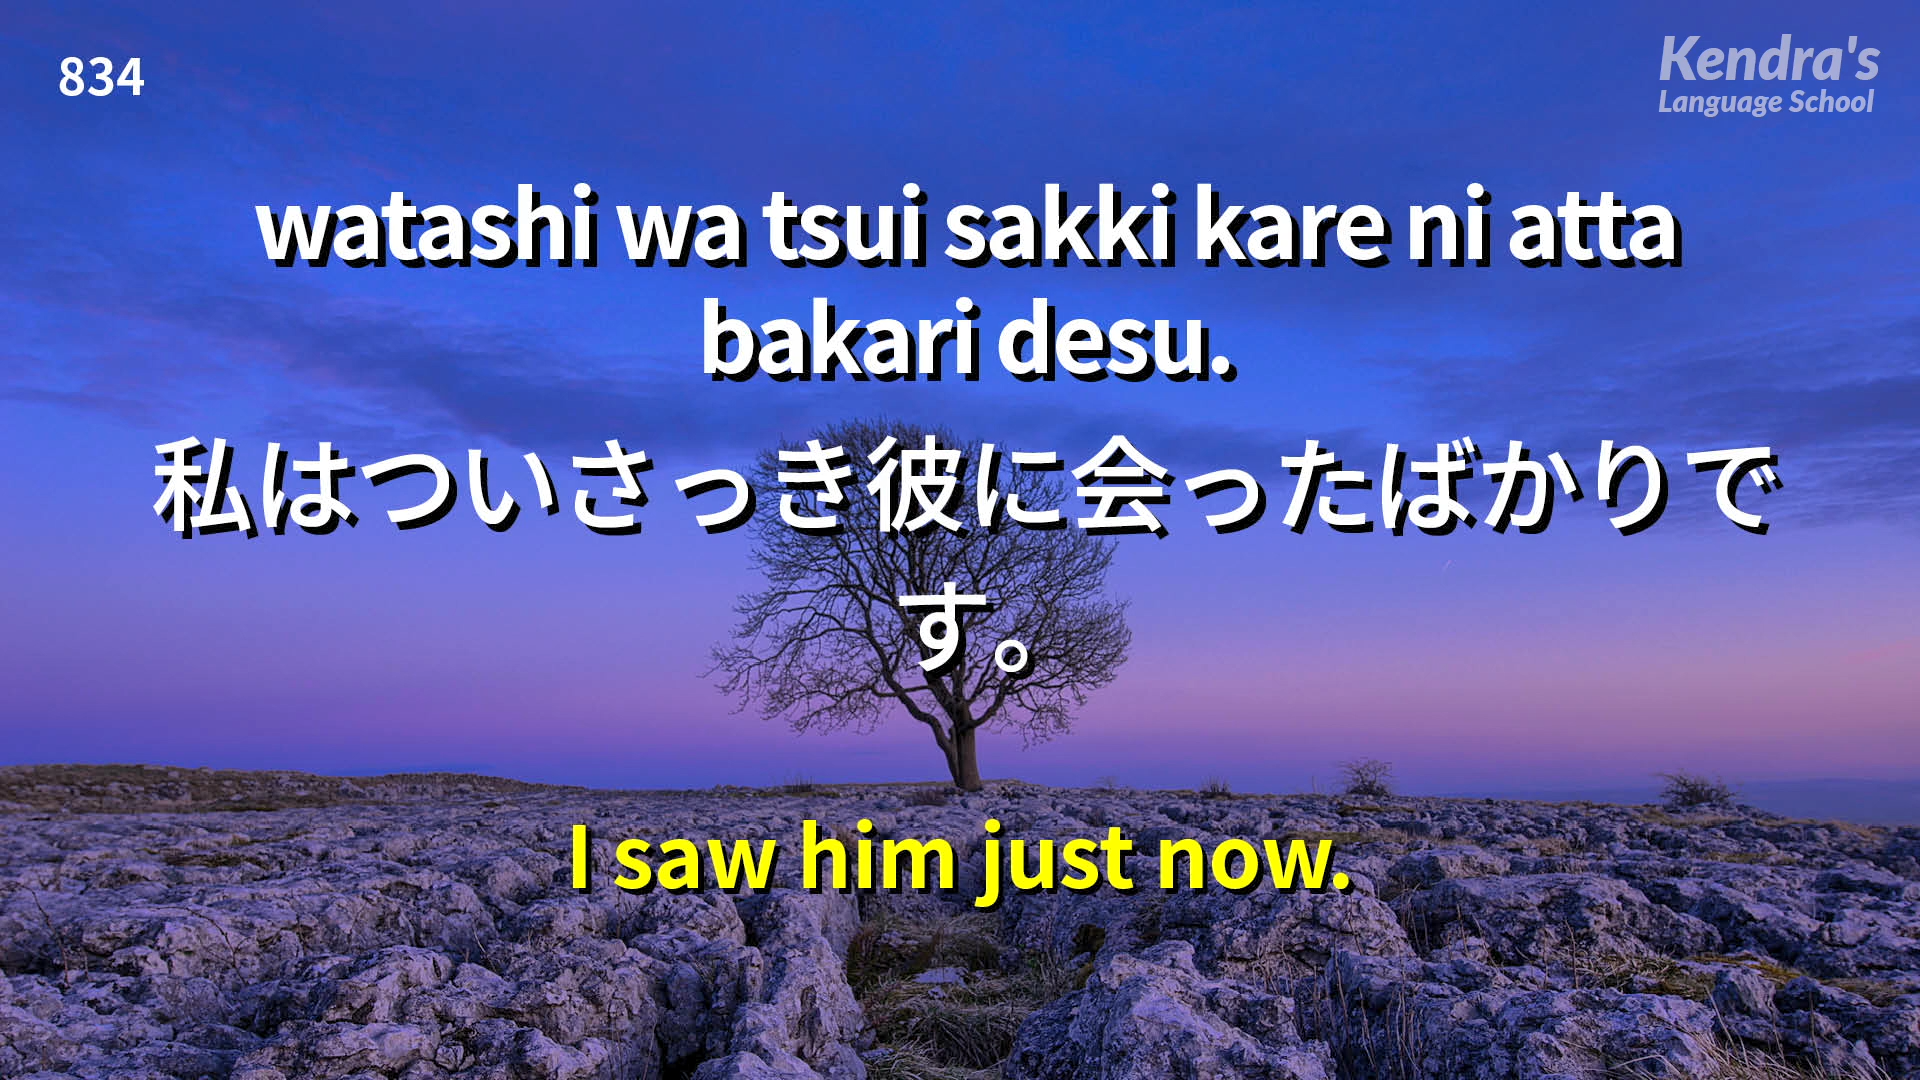 834
Kendra's
Language School
watashi wa tsui sakki kare ni atta
bakari desu.
私はついさっき彼に会ったばかりで
す。
I saw him just now.